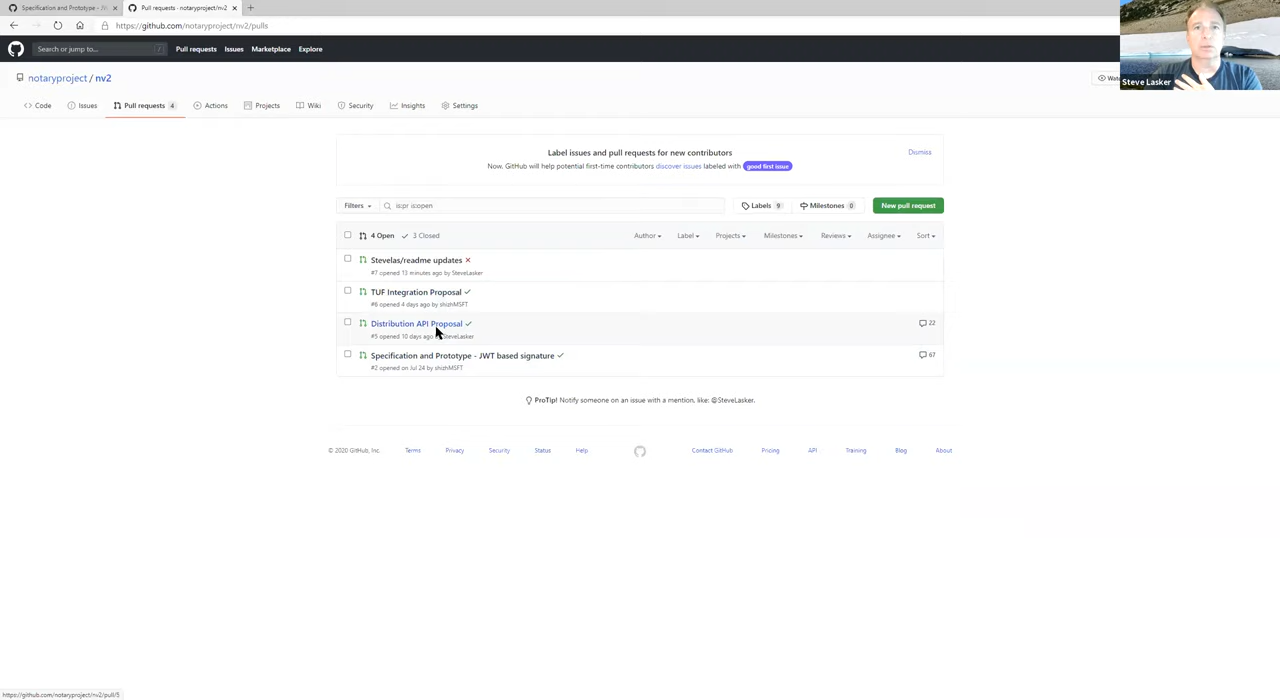 Specification and Prototype - JW
Pull requests · notaryproject/nv2
https://github.com/notaryproject/nv2/pulls
Search or jump to...
/
Pull requests
Issues
Marketplace
Explore
Steve Lasker
notaryproject / nv2
Code
Issues
Pull requests 4
Actions
Projects
Wiki
Security
Insights
Settings
Label issues and pull requests for new contributors
Now, GitHub will help potential first-time contributors discover issues labeled with good first issue
Dismiss
Filters
is:pr is:open
Labels 9
Milestones 0
New pull request
4 Open
3 Closed
Author
Label
Projects
Milestones
Reviews
Assignee
Sort
Stevelas/readme updates
#7 opened 13 minutes ago by SteveLasker
TUF Integration Proposal
#6 opened 4 days ago by shizhMSFT
Distribution API Proposal
22
#5 opened 10 days ago by SteveLasker
Specification and Prototype - JWT based signature
67
#2 opened on Jul 24 by shizhMSFT
ProTip! Notify someone on an issue with a mention, like: @SteveLasker.
© 2020 GitHub, Inc.
Terms
Privacy
Security
Status
Help
Contact GitHub
Pricing
API
Training
Blog
About
https://github.com/notaryproject/nv2/pull/5